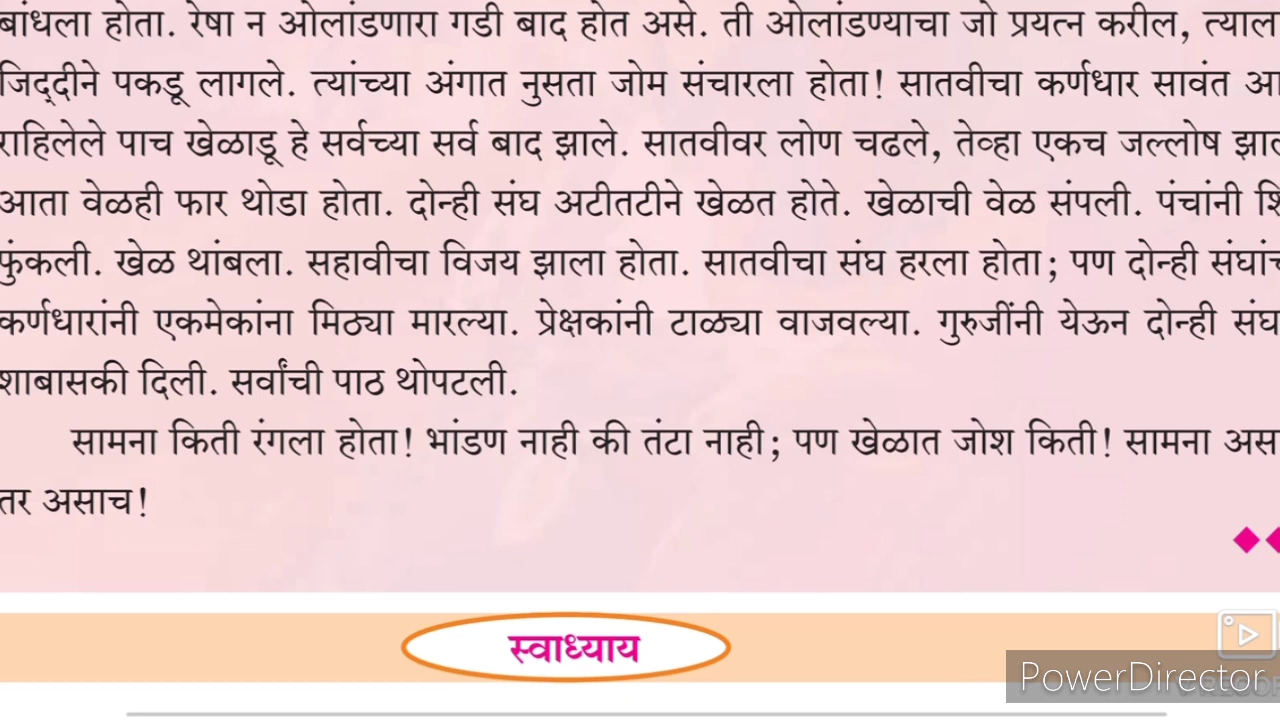 बांधला होता. रेषा न ओलांडणारा गडी बाद होत असे. ती ओलांडण्याचा जो प्रयत्न करील,
जिद्‌दीने पकडू लागले. त्यांच्या अंगात नुसता जोम संचारला होता! सातवीचा कर्णधार सावंत
राहिलेले पाच खेळाडू हे सर्वच्या सर्व बाद झाले. सातवीवर लोण चढले, तेव्हा एकच जल्लोष
आता वेळही फार थोडा होता. दोन्ही संघ अटीतटीने खेळत होते. खेळाची वेळ संपली. पंचांनी
फुंकली. खेळ थांबला. सहावीचा विजय झाला होता. सातवीचा संघ हरला होता; पण दोन्ही
कर्णधारांनी एकमेकांना मिठ्या मारल्या. प्रेक्षकांनी टाळ्या वाजवल्या. गुरुजींनी येऊन दोन्ही
शाबासकी दिली. सर्वांची पाठ थोपटली.
सामना किती रंगला होता! भांडण नाही की तंटा नाही; पण खेळात जोश किती! सामना
तर असाच!
स्वाध्याय
PowerDirector